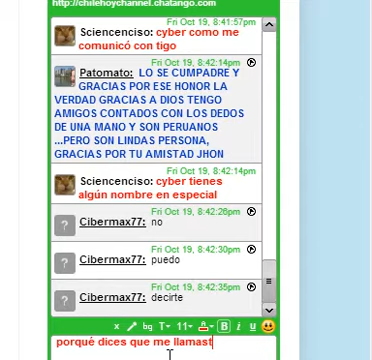 http://chilehoychannel.chatango.com
Fri Oct 19, 8:41:57pm
Sciencenciso: cyber como me
comunicó con tigo
Fri Oct 19, 8:42:14pm
Patomato: LO SE CUMPADRE Y
GRACIAS POR ESE HONOR LA
VERDAD GRACIAS A DIOS TENGO
AMIGOS CONTADOS CON LOS DEDOS
DE UNA MANO Y SON PERUANOS
...PERO SON LINDAS PERSONA,
GRACIAS POR TU AMISTAD JHON
Fri Oct 19, 8:42:14pm
Sciencenciso: cyber tienes
algún nombre en especial
Fri Oct 19, 8:42:26pm
Cibermax77: no
Fri Oct 19, 8:42:30pm
Cibermax77: puedo
Fri Oct 19, 8:42:35pm
Cibermax77: decirte
x bg T 11 A B i u
porqué dices que me llamast